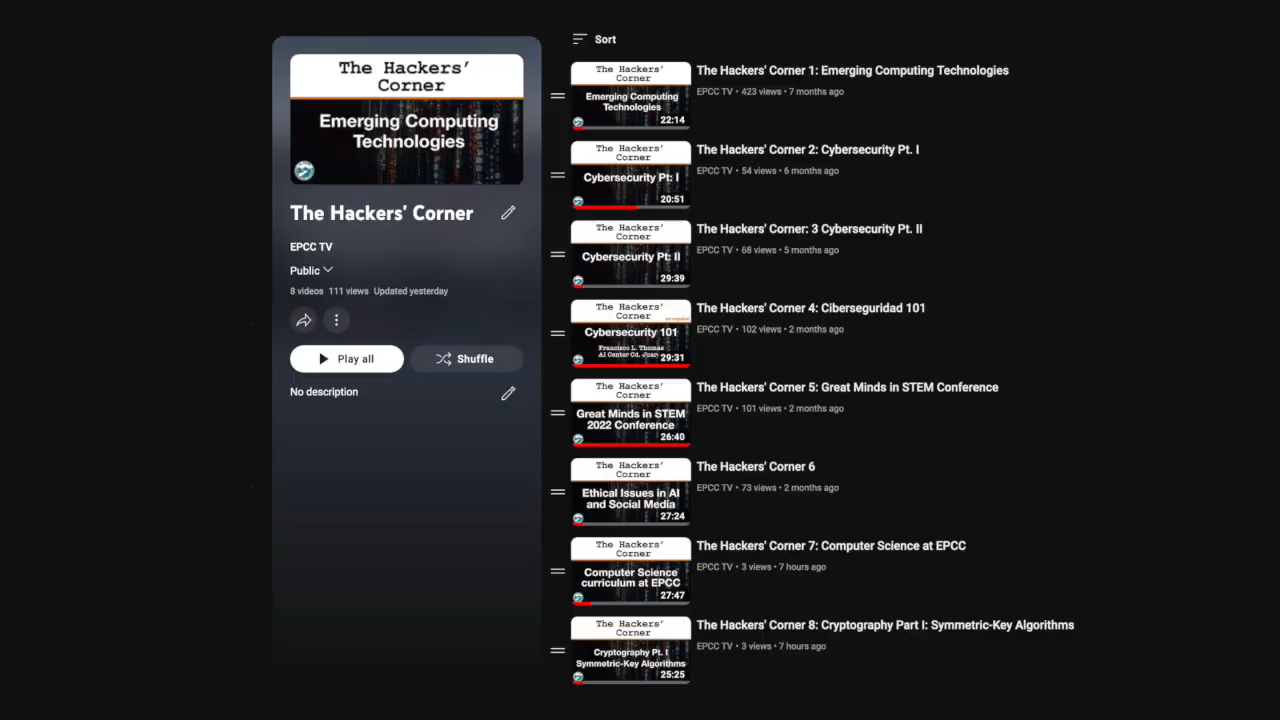 The Hackers'
Corner
Emerging Computing
Technologies
The Hackers' Corner
EPCC TV
Public
8 videos 111 views Updated yesterday
Play all
Shuffle
No description
Sort
The Hackers'
Corner
Emerging Computing
Technologies
22:14
The Hackers' Corner 1: Emerging Computing Technologies
EPCC TV • 423 views • 7 months ago
The Hackers'
Corner
Cybersecurity Pt: I
20:51
The Hackers' Corner 2: Cybersecurity Pt. I
EPCC TV • 54 views • 6 months ago
The Hackers'
Corner
Cybersecurity Pt: II
29:39
The Hackers' Corner: 3 Cybersecurity Pt. II
EPCC TV • 68 views • 5 months ago
The Hackers'
Corner
en español
Cybersecurity 101
Francisco L. Thomas
AI Center Cd. Juar
29:31
The Hackers' Corner 4: Ciberseguridad 101
EPCC TV • 102 views • 2 months ago
The Hackers'
Corner
Great Minds in STEM
2022 Conference
26:40
The Hackers' Corner 5: Great Minds in STEM Conference
EPCC TV • 101 views • 2 months ago
The Hackers'
Corner
Ethical Issues in AI
and Social Media
27:24
The Hackers' Corner 6
EPCC TV • 73 views • 2 months ago
The Hackers'
Corner
Computer Science
curriculum at EPCC
27:47
The Hackers' Corner 7: Computer Science at EPCC
EPCC TV • 3 views • 7 hours ago
The Hackers'
Corner
Cryptography Pt. I
Symmetric-Key Algorithms
25:25
The Hackers' Corner 8: Cryptography Part I: Symmetric-Key Algorithms
EPCC TV • 3 views • 7 hours ago